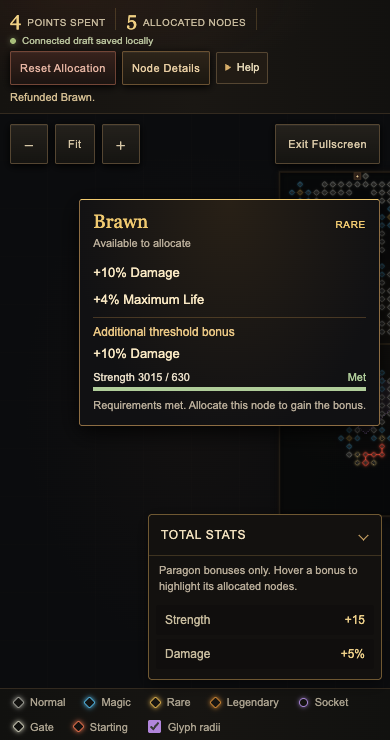 4 POINTS SPENT 5 ALLOCATED NODES
Connected draft saved locally
Reset Allocation Node Details Help
Refunded Brawn.
− Fit + Exit Fullscreen
Brawn RARE
Available to allocate
+10% Damage
+4% Maximum Life
Additional threshold bonus
+10% Damage
Strength 3015 / 630 Met
Requirements met. Allocate this node to gain the bonus.
TOTAL STATS
Paragon bonuses only. Hover a bonus to
highlight its allocated nodes.
Strength +15
Damage +5%
Normal Magic Rare Legendary Socket
Gate Starting Glyph radii